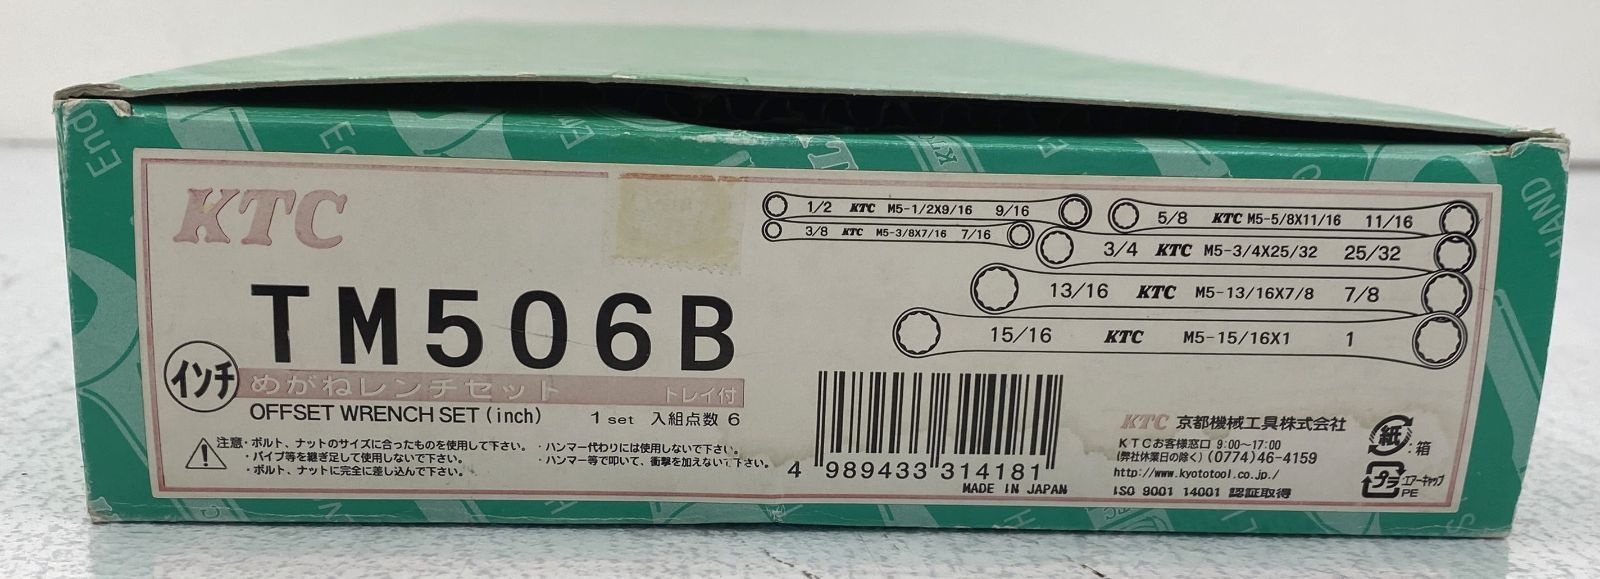 KTC
TM506B
インチ
めがねレンチセット トレイ付
OFFSET WRENCH SET (inch) 1 set 入組点数 6
注意・ボルト、ナットのサイズに合ったものを使用して下さい。 ・ハンマー代わりには使用しないで下さい。
・パイプ等を継ぎ足して使用しないで下さい。 ・ハンマー等で叩いて、衝撃を加えないで下さい。
・ボルト、ナットに完全に差し込んで下さい。
1/2 KTC M5-1/2X9/16 9/16
3/8 KTC M5-3/8X7/16 7/16
5/8 KTC M5-5/8X11/16 11/16
3/4 KTC M5-3/4X25/32 25/32
13/16 KTC M5-13/16X7/8 7/8
15/16 KTC M5-15/16X1 1
4 989433 314181
MADE IN JAPAN
KTC 京都機械工具株式会社
KTCお客様窓口 9:00〜17:00
(弊社休業日の除く) (0774)46-4159
http://www.kyototool.co.jp/
ISO 9001 14001 認証取得
紙 :箱
プラ エアーキャップ
PE
HAND